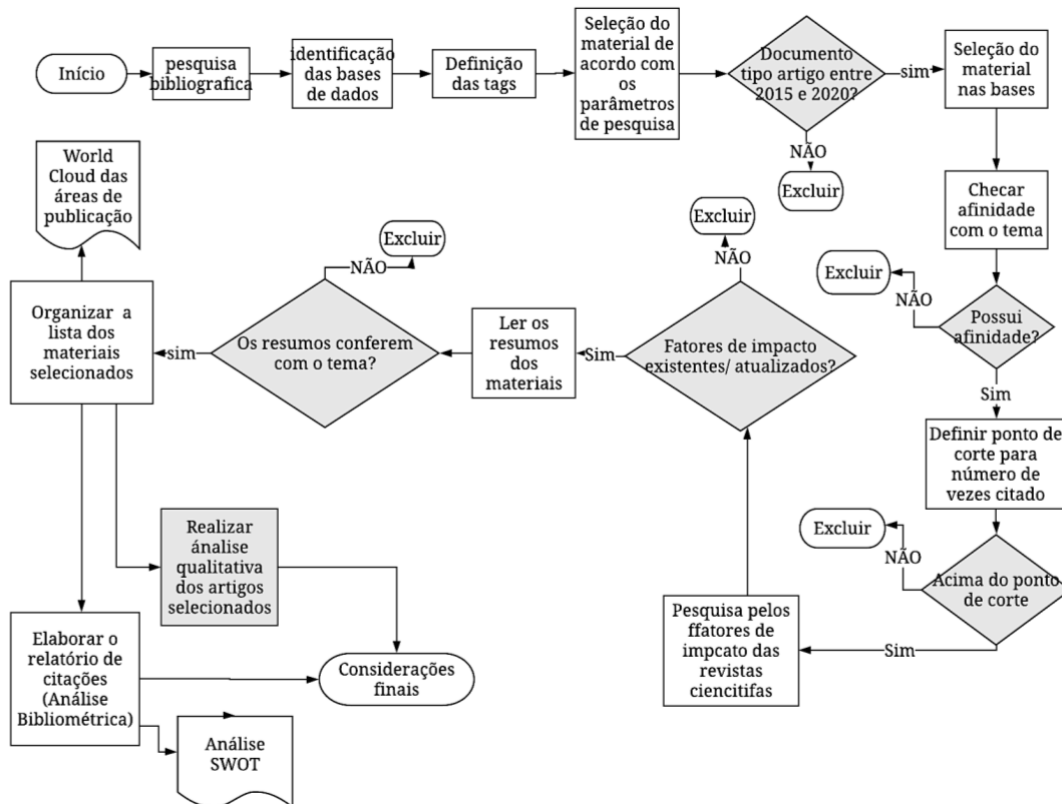 Início
pesquisa
bibliografica
identificação
das bases
de dados
Definição
das tags
Seleção do
material de
acordo com
os
parâmetros
de pesquisa
Documento
tipo artigo entre
2015 e 2020?
sim
Seleção do
material
nas bases
NÃO
Excluir
World
Cloud das
áreas de
publicação
Checar
afinidade
com o tema
Excluir
NÃO
Excluir
NÃO
Excluir
NÃO
Possui
afinidade?
Organizar a
lista dos
materiais
selecionados
sim
Os resumos conferem
com o tema?
Ler os
resumos
dos
materiais
Sim
Fatores de impacto
existentes/ atualizados?
Sim
Definir ponto de
corte para
número de
vezes citado
Excluir
NÃO
Acima do ponto
de corte
Realizar
ánalise
qualitativa
dos artigos
selecionados
Sim
Pesquisa pelos
ffatores de
impcato das
revistas
ciencitifas
Elaborar o
relatório de
citações
(Análise
Bibliométrica)
Considerações
finais
Análise
SWOT